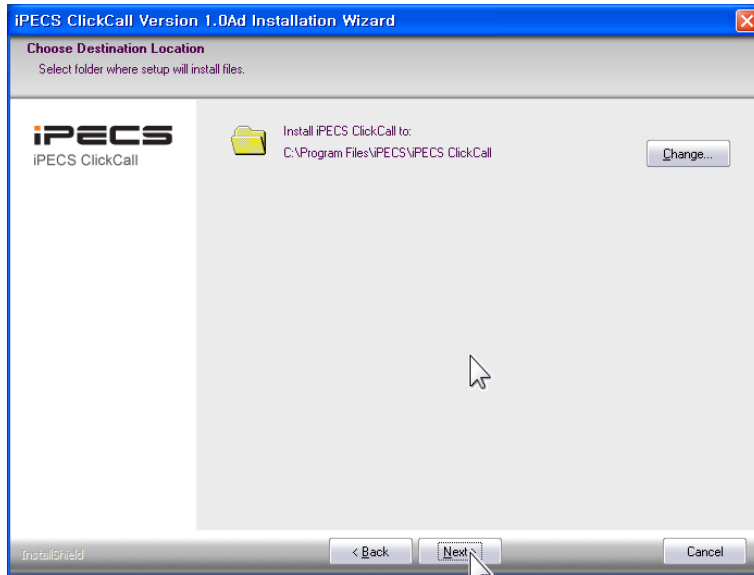 iPECS ClickCall Version 1.0Ad Installation Wizard
Choose Destination Location
Select folder where setup will install files.
iPECS
iPECS ClickCall
Install iPECS ClickCall to:
C:\Program Files\iPECS\iPECS ClickCall
Change...
InstallShield
< Back
Next >
Cancel